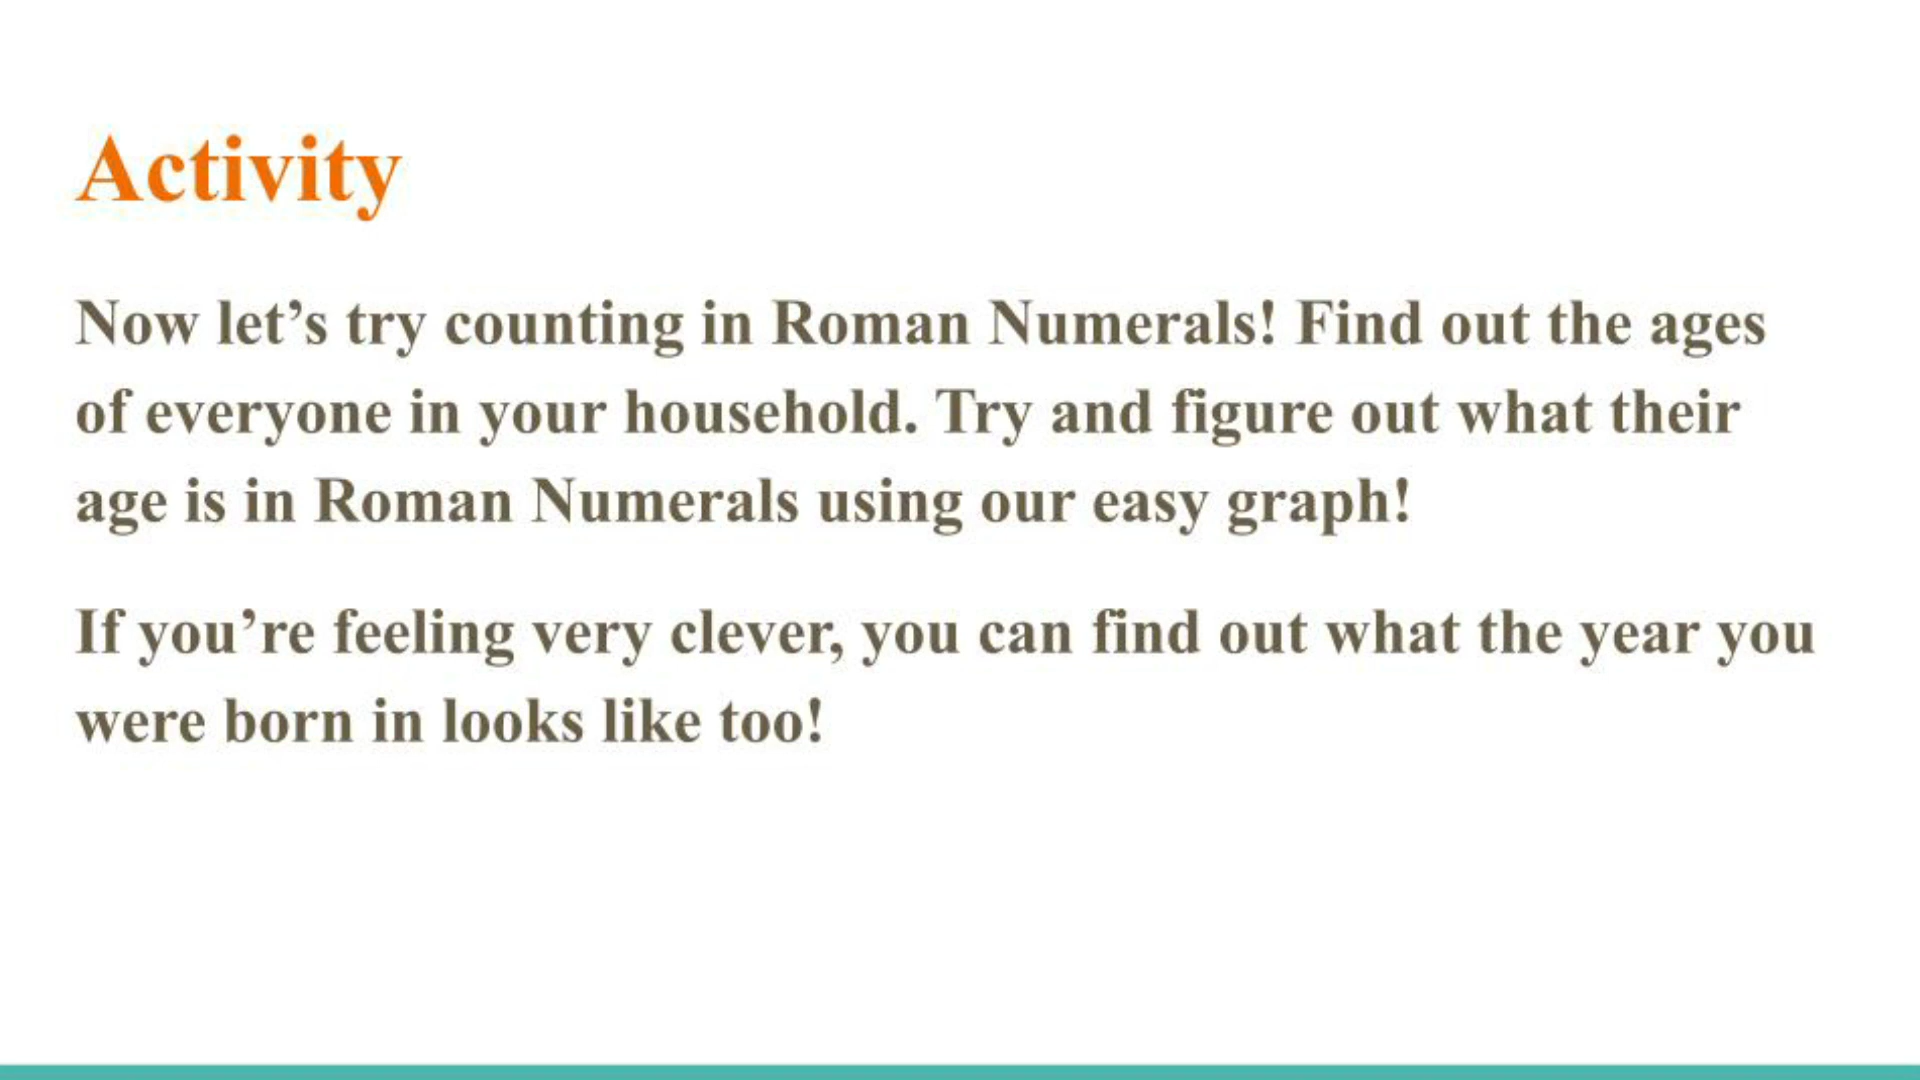 Activity
Now let’s try counting in Roman Numerals! Find out the ages
of everyone in your household. Try and figure out what their
age is in Roman Numerals using our easy graph!
If you’re feeling very clever, you can find out what the year you
were born in looks like too!